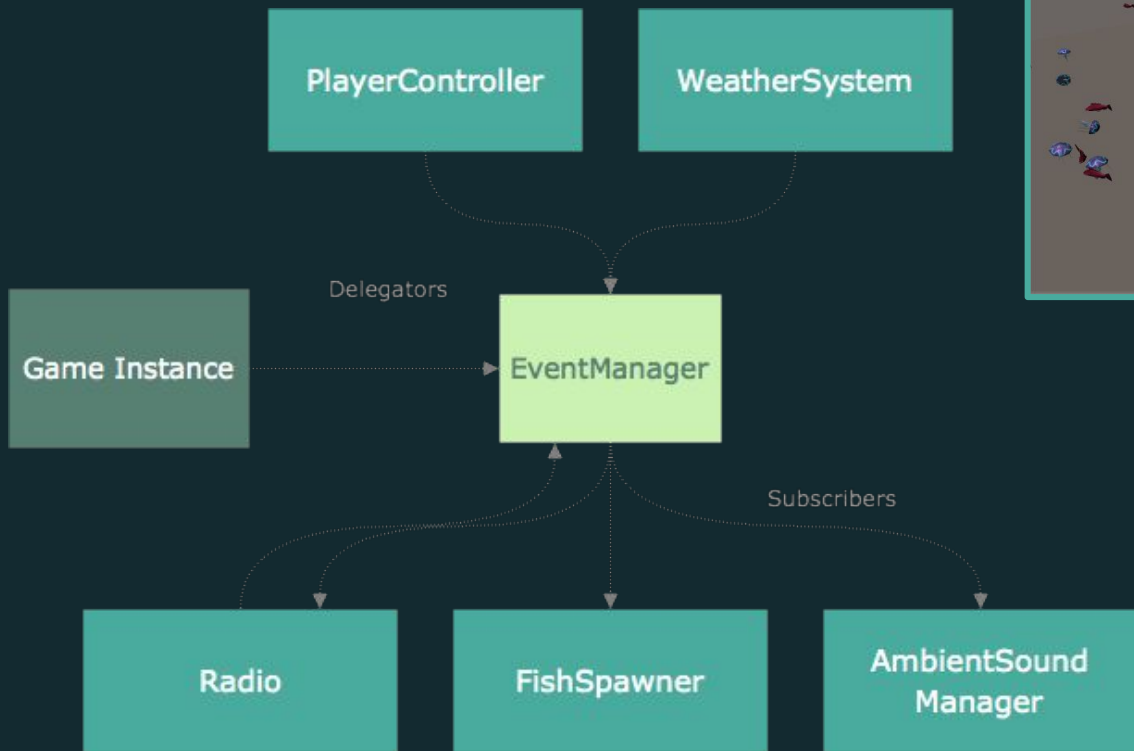 PlayerController
WeatherSystem
Delegators
Game Instance
EventManager
Subscribers
Radio
FishSpawner
AmbientSound
Manager